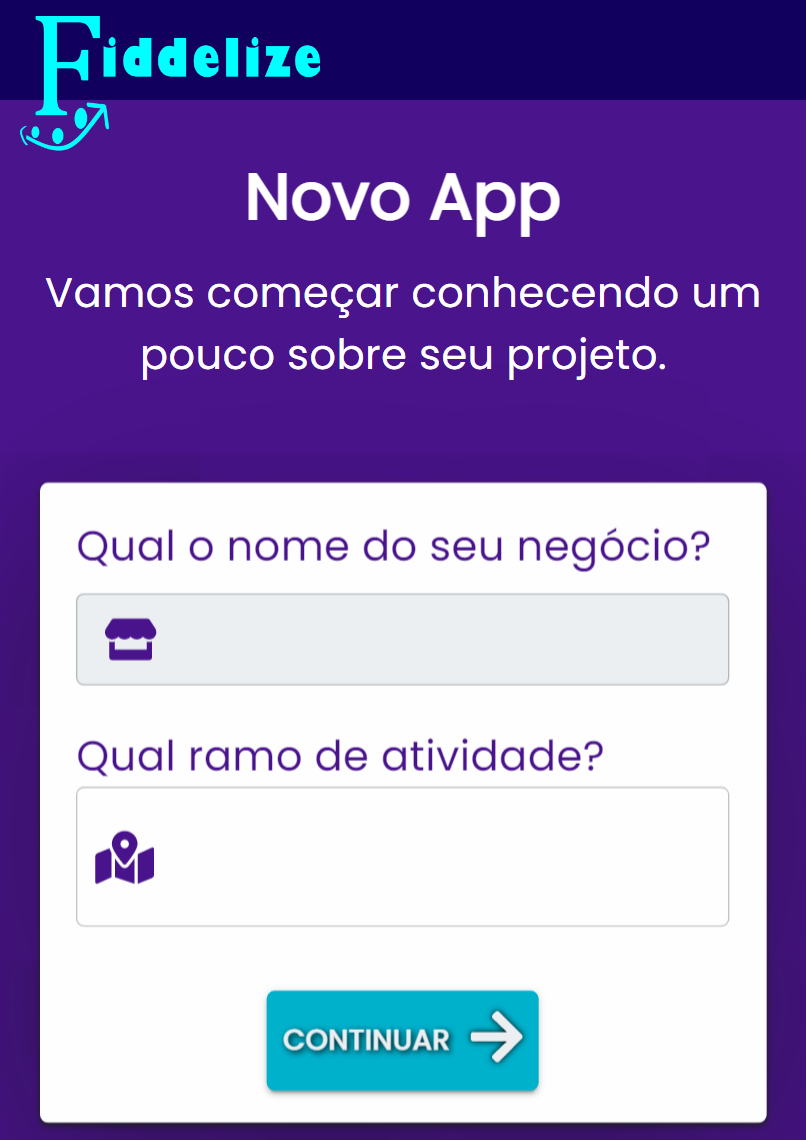 Fiddelize
Novo App
Vamos começar conhecendo um
pouco sobre seu projeto.
Qual o nome do seu negócio?
Qual ramo de atividade?
CONTINUAR